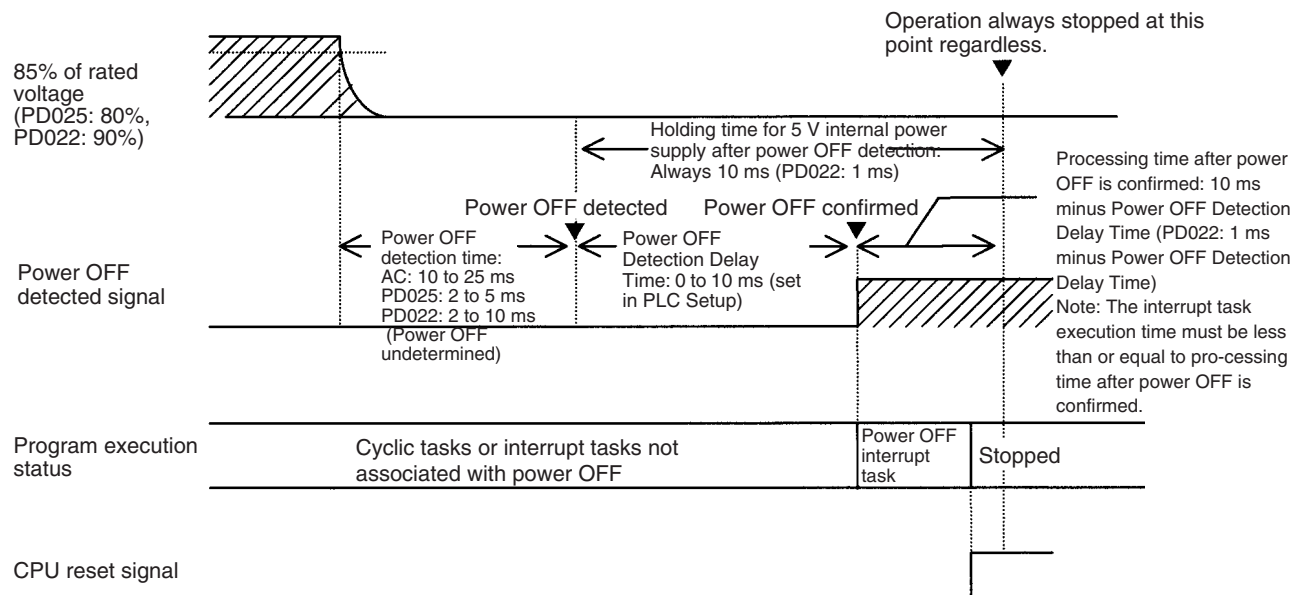 Operation always stopped at this
point regardless.
85% of rated
voltage
(PD025: 80%,
PD022: 90%)
Holding time for 5 V internal power
supply after power OFF detection:
Always 10 ms (PD022: 1 ms)
Processing time after power
OFF is confirmed: 10 ms
minus Power OFF Detection
Delay Time (PD022: 1 ms
minus Power OFF Detection
Delay Time)
Note: The interrupt task
execution time must be less
than or equal to pro-cessing
time after power OFF is
confirmed.
Power OFF detected
Power OFF confirmed
Power OFF
detection time:
AC: 10 to 25 ms
PD025: 2 to 5 ms
PD022: 2 to 10 ms
(Power OFF
undetermined)
Power OFF
Detection Delay
Time: 0 to 10 ms (set
in PLC Setup)
Power OFF
detected signal
Program execution
status
Cyclic tasks or interrupt tasks not
associated with power OFF
Power OFF
interrupt
task
Stopped
CPU reset signal